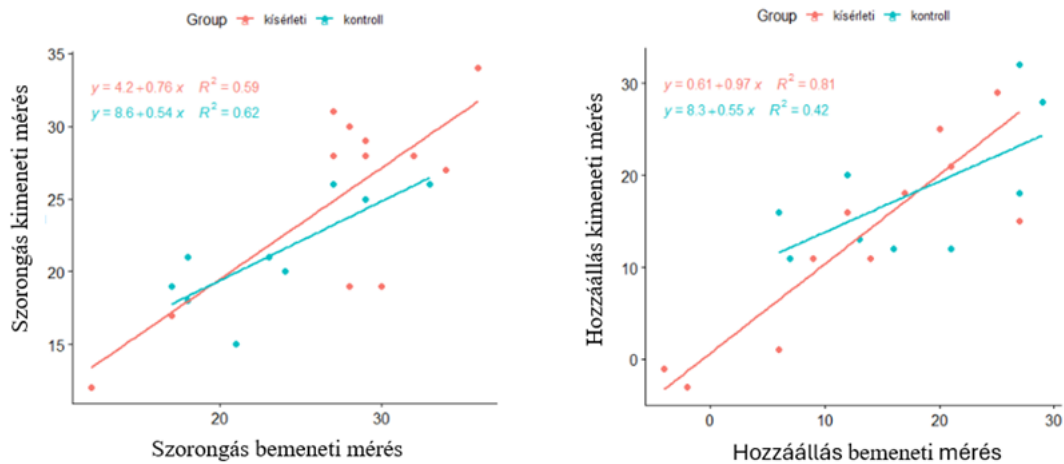 Group kísérleti kontroll
Szorongás kimeneti mérés
35
30
25
20
15
y = 4.2+0.76 x R² = 0.59
y = 8.6+0.54 x R² = 0.62
20 30
Szorongás bemeneti mérés
Group kísérleti kontroll
Hozzáállás kimeneti mérés
30
20
10
0
y = 0.61+0.97 x R² = 0.81
y = 8.3+0.55 x R² = 0.42
0 10 20 30
Hozzáállás bemeneti mérés